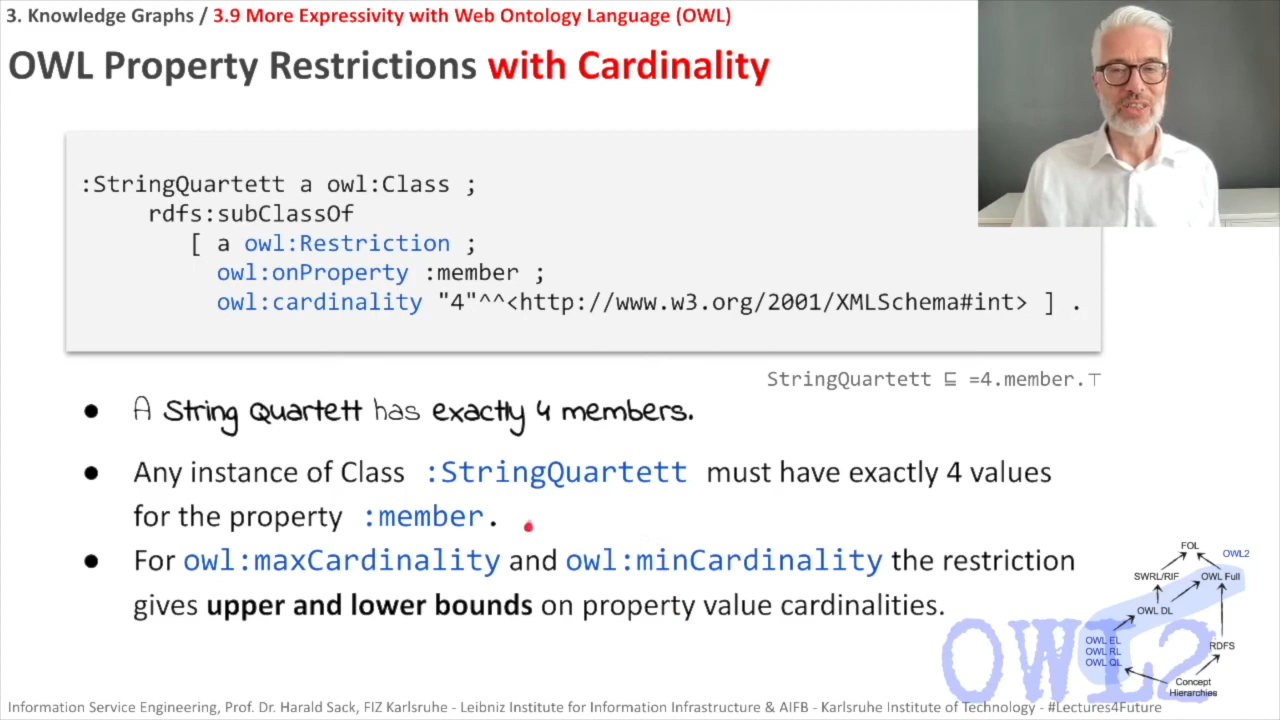 3. Knowledge Graphs / 3.9 More Expressivity with Web Ontology Language (OWL)
OWL Property Restrictions with Cardinality
:StringQuartett a owl:Class ;
rdfs:subClassOf
[ a owl:Restriction ;
owl:onProperty :member ;
owl:cardinality "4"^^<http://www.w3.org/2001/XMLSchema#int> ] .
StringQuartett ⊑ =4.member.⊤
● A String Quartett has exactly 4 members.
● Any instance of Class :StringQuartett must have exactly 4 values
for the property :member.
● For owl:maxCardinality and owl:minCardinality the restriction
gives upper and lower bounds on property value cardinalities.
FOL
OWL2
SWRL/RIF
OWL Full
OWL DL
OWL EL
OWL RL
OWL QL
RDFS
Concept
Hierarchies
OWL2
Information Service Engineering, Prof. Dr. Harald Sack, FIZ Karlsruhe - Leibniz Institute for Information Infrastructure & AIFB - Karlsruhe Institute of Technology - #Lectures4Future